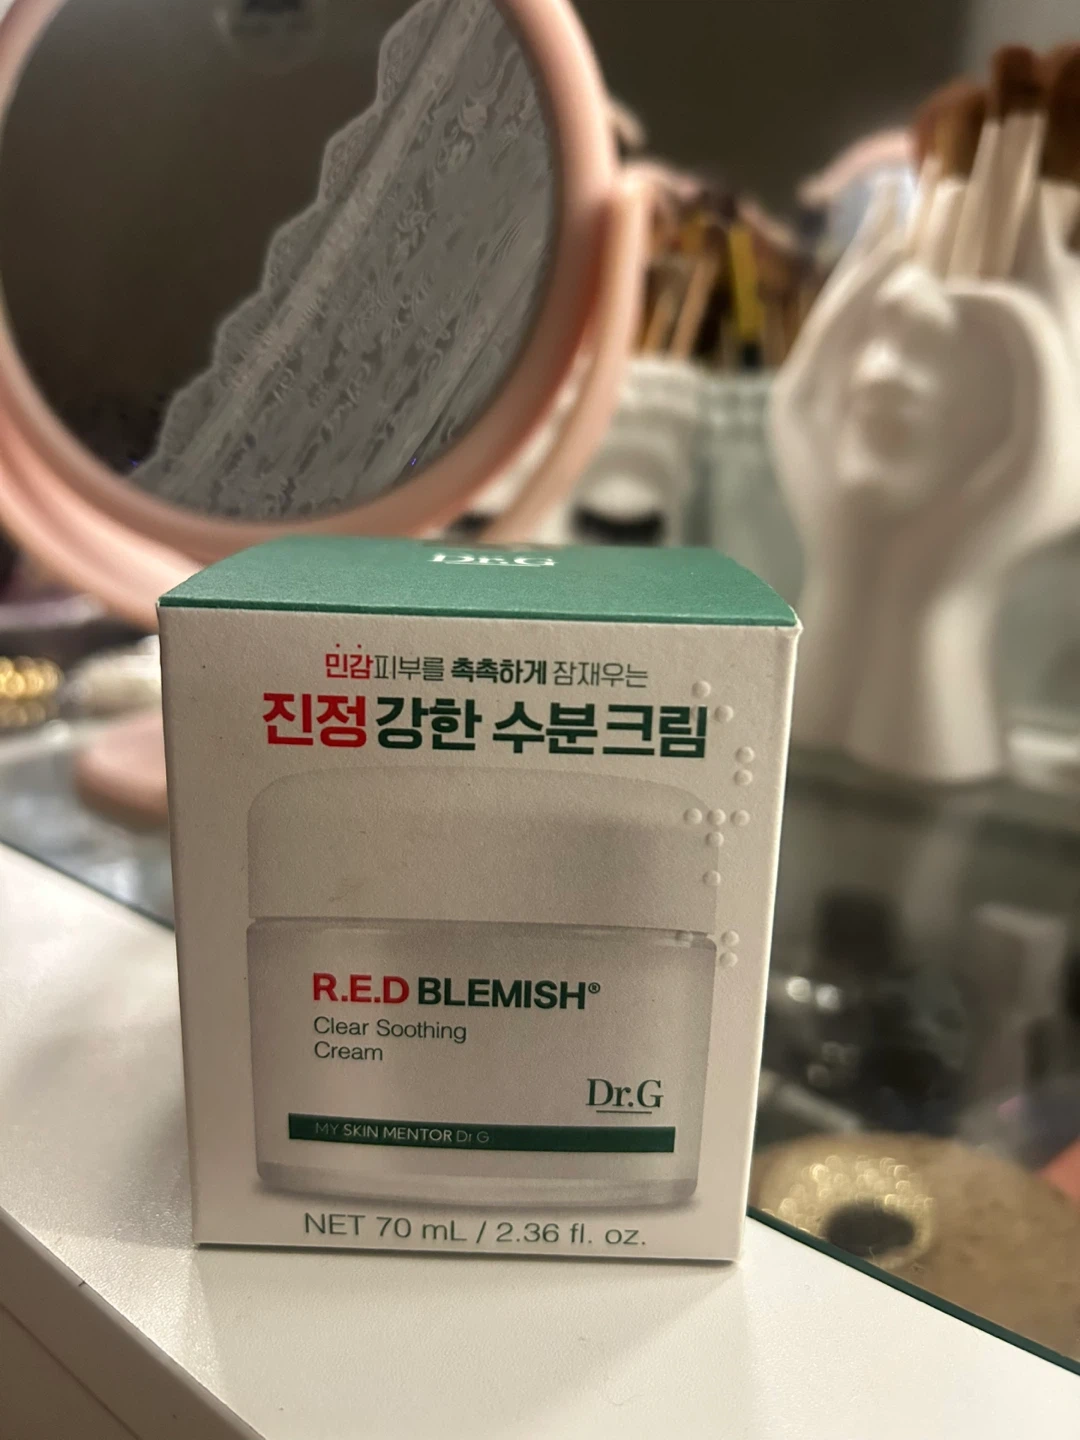 Dr.G
민감피부를 촉촉하게 잠재우는
진정 강한 수분크림
R.E.D BLEMISH®
Clear Soothing
Cream
Dr.G
MY SKIN MENTOR Dr.G
NET 70 mL / 2.36 fl. oz.